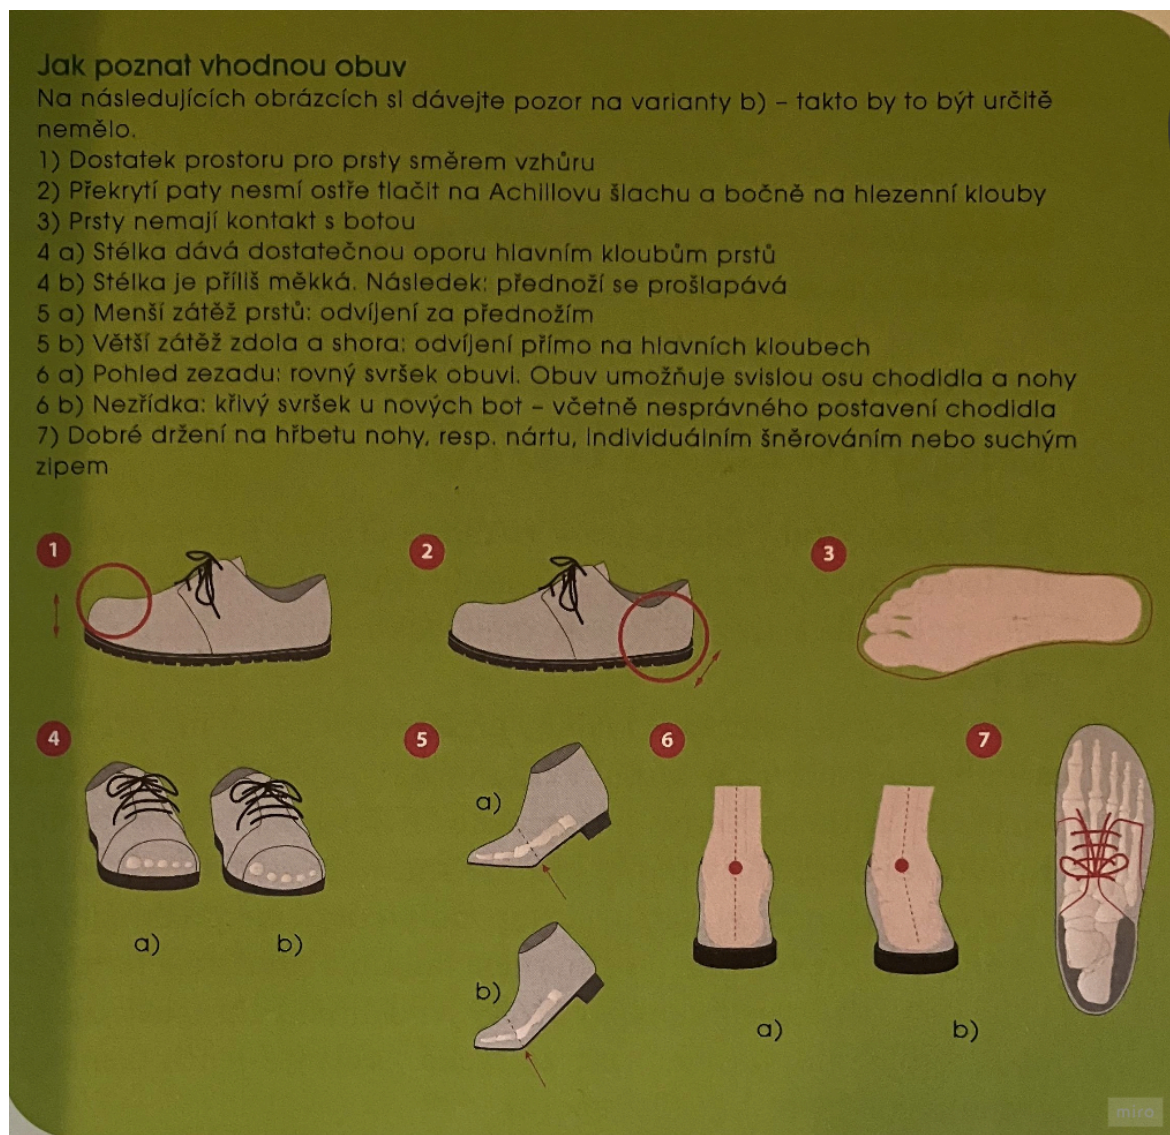 Jak poznat vhodnou obuv
Na následujících obrázcích si dávejte pozor na varianty b) – takto by to být určitě
nemělo.
1) Dostatek prostoru pro prsty směrem vzhůru
2) Překrytí paty nesmí ostře tlačit na Achillovu šlachu a bočně na hlezenní klouby
3) Prsty nemají kontakt s botou
4 a) Stélka dává dostatečnou oporu hlavním kloubům prstů
4 b) Stélka je příliš měkká. Následek: přednoží se prošlapává
5 a) Menší zátěž prstů: odvíjení za přednožím
5 b) Větší zátěž zdola a shora: odvíjení přímo na hlavních kloubech
6 a) Pohled zezadu: rovný svršek obuvi. Obuv umožňuje svislou osu chodidla a nohy
6 b) Nezřídka: křivý svršek u nových bot – včetně nesprávného postavení chodidla
7) Dobré držení na hřbetu nohy, resp. nártu, individuálním šněrováním nebo suchým
zipem
1
2
3
4
5
6
7
a)
b)
a)
b)
a)
b)
miro